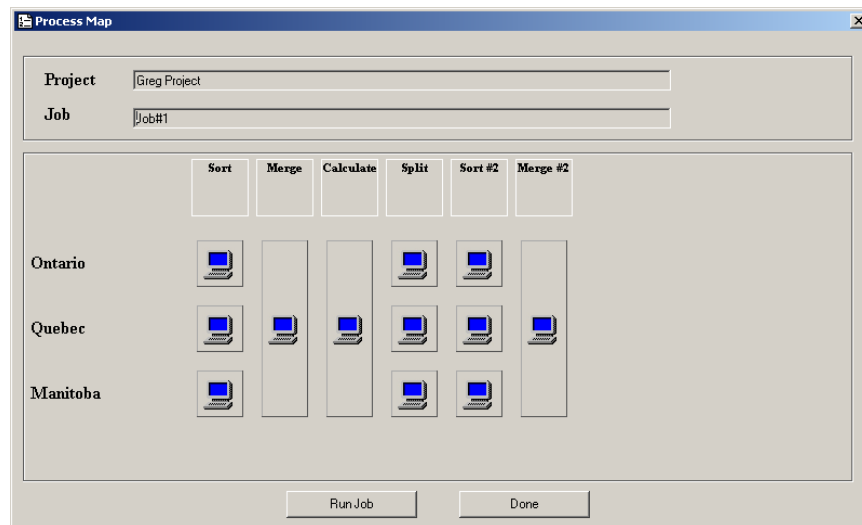 Process Map
Project Greg Project
Job Job#1
Sort Merge Calculate Split Sort #2 Merge #2
Ontario
Quebec
Manitoba
Run Job Done